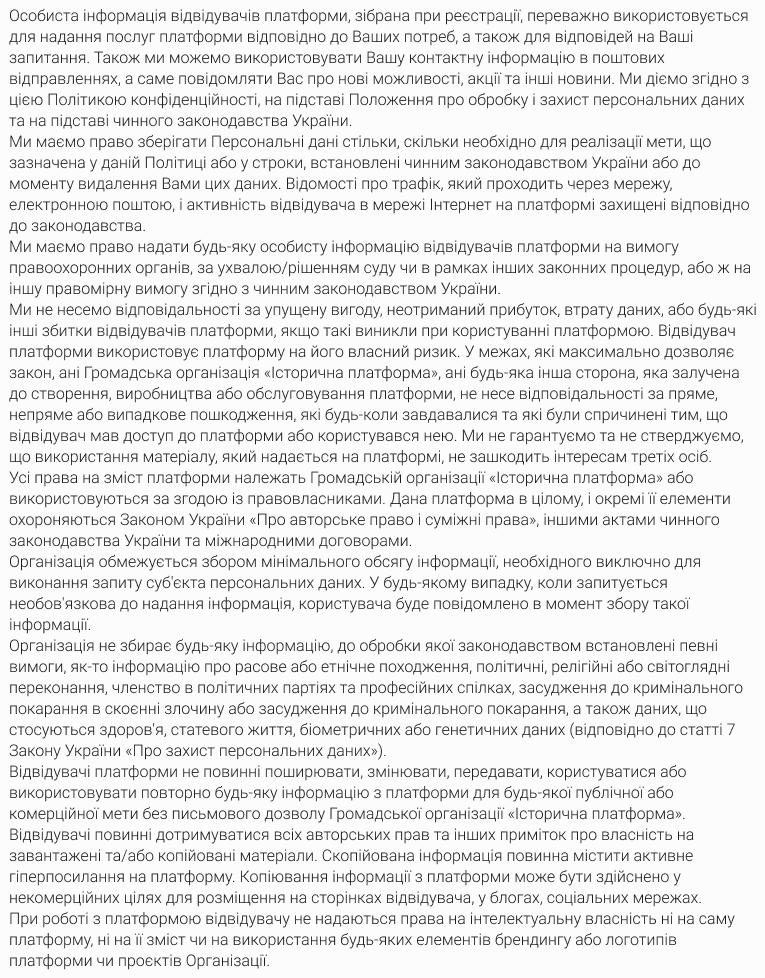 Особиста інформація відвідувачів платформи, зібрана при реєстрації, переважно використовується
для надання послуг платформи відповідно до Ваших потреб, а також для відповідей на Ваші
запитання. Також ми можемо використовувати Вашу контактну інформацію в поштових
відправленнях, а саме повідомляти Вас про нові можливості, акції та інші новини. Ми діємо згідно з
цією Політикою конфіденційності, на підставі Положення про обробку і захист персональних даних
та на підставі чинного законодавства України.
Ми маємо право зберігати Персональні дані стільки, скільки необхідно для реалізації мети, що
зазначена у даній Політиці або у строки, встановлені чинним законодавством України або до
моменту видалення Вами цих даних. Відомості про трафік, який проходить через мережу,
електронною поштою, і активність відвідувача в мережі Інтернет на платформі захищені відповідно
до законодавства.
Ми маємо право надати будь-яку особисту інформацію відвідувачів платформи на вимогу
правоохоронних органів, за ухвалою/рішенням суду чи в рамках інших законних процедур, або ж на
іншу правомірну вимогу згідно з чинним законодавством України.
Ми не несемо відповідальності за упущену вигоду, неотриманий прибуток, втрату даних, або будь-які
інші збитки відвідувачів платформи, якщо такі виникли при користуванні платформою. Відвідувач
платформи використовує платформу на його власний ризик. У межах, які максимально дозволяє
закон, ані Громадська організація «Історична платформа», ані будь-яка інша сторона, яка залучена
до створення, виробництва або обслуговування платформи, не несе відповідальності за пряме,
непряме або випадкове пошкодження, які будь-коли завдавалися та які були спричинені тим, що
відвідувач мав доступ до платформи або користувався нею. Ми не гарантуємо та не стверджуємо,
що використання матеріалу, який надається на платформі, не зашкодить інтересам третіх осіб.
Усі права на зміст платформи належать Громадській організації «Історична платформа» або
використовуються за згодою із правовласниками. Дана платформа в цілому, і окремі її елементи
охороняються Законом України «Про авторське право і суміжні права», іншими актами чинного
законодавства України та міжнародними договорами.
Організація обмежується збором мінімального обсягу інформації, необхідного виключно для
виконання запиту суб'єкта персональних даних. У будь-якому випадку, коли запитується
необов'язкова до надання інформація, користувача буде повідомлено в момент збору такої
інформації.
Організація не збирає будь-яку інформацію, до обробки якої законодавством встановлені певні
вимоги, як-то інформацію про расове або етнічне походження, політичні, релігійні або світоглядні
переконання, членство в політичних партіях та професійних спілках, засудження до кримінального
покарання в скоєнні злочину або засудження до кримінального покарання, а також даних, що
стосуються здоров'я, статевого життя, біометричних або генетичних даних (відповідно до статті 7
Закону України «Про захист персональних даних»).
Відвідувачі платформи не повинні поширювати, змінювати, передавати, користуватися або
використовувати повторно будь-яку інформацію з платформи для будь-якої публічної або
комерційної мети без письмового дозволу Громадської організації «Історична платформа».
Відвідувачі повинні дотримуватися всіх авторських прав та інших приміток про власність на
завантажені та/або копійовані матеріали. Скопійована інформація повинна містити активне
гіперпосилання на платформу. Копіювання інформації з платформи може бути здійснено у
некомерційних цілях для розміщення на сторінках відвідувача, у блогах, соціальних мережах.
При роботі з платформою відвідувачу не надаються права на інтелектуальну власність ні на саму
платформу, ні на її зміст чи на використання будь-яких елементів брендингу або логотипів
платформи чи проєктів Організації.